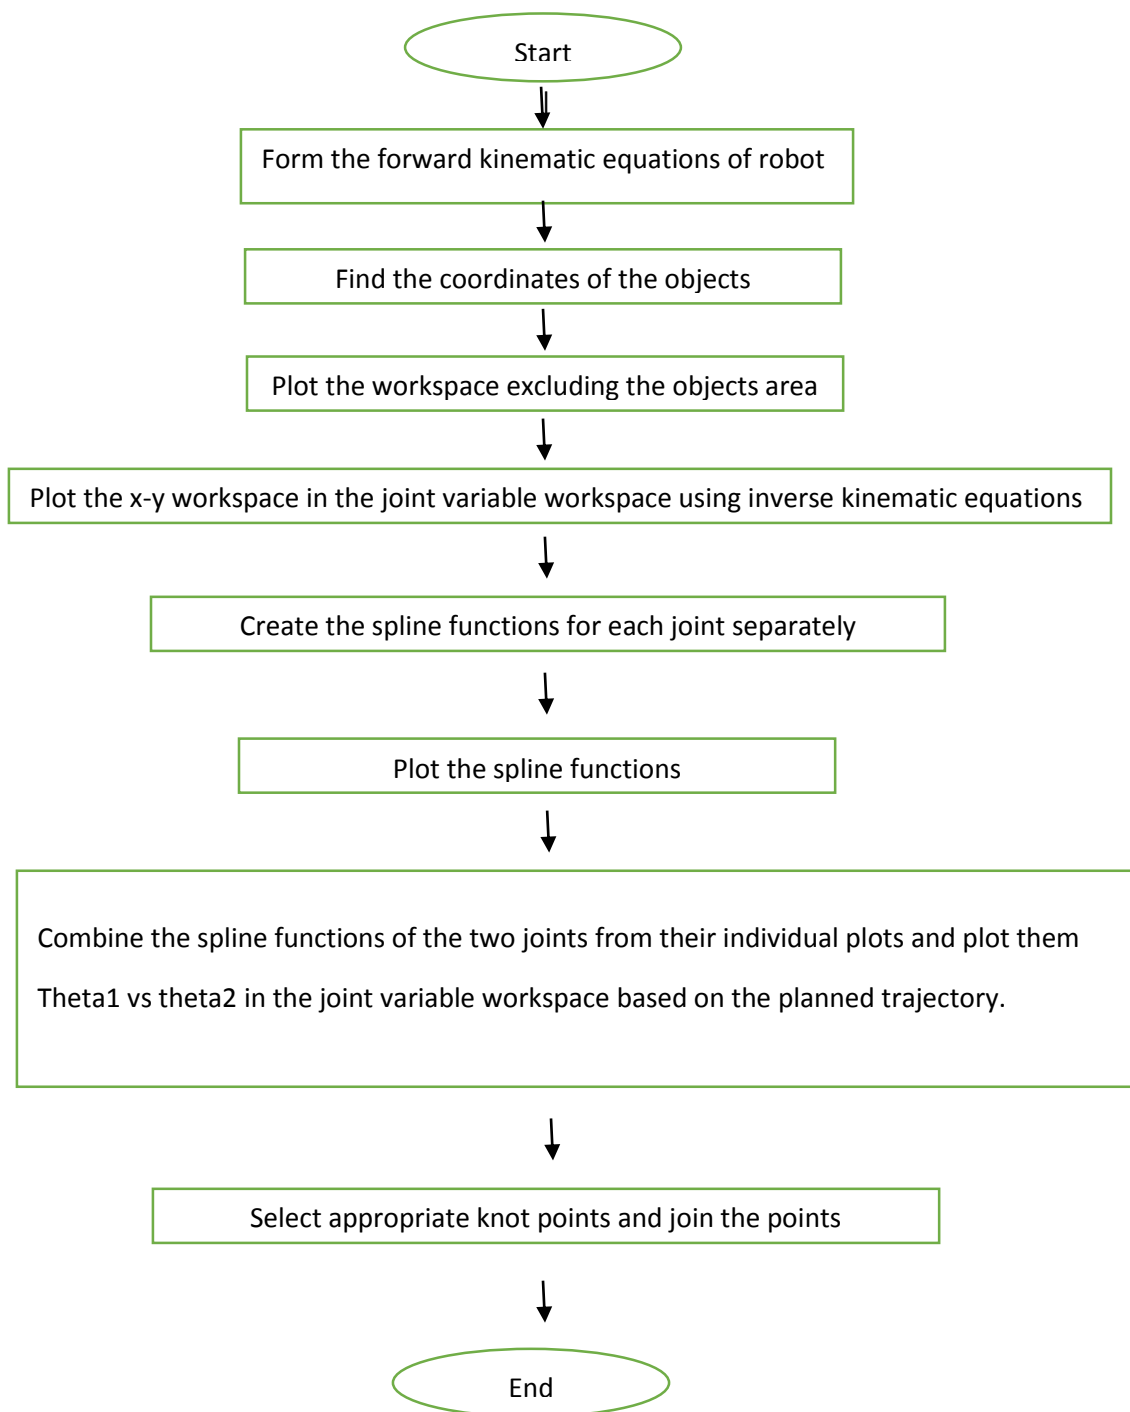 Start
Form the forward kinematic equations of robot
Find the coordinates of the objects
Plot the workspace excluding the objects area
Plot the x-y workspace in the joint variable workspace using inverse kinematic equations
Create the spline functions for each joint separately
Plot the spline functions
Combine the spline functions of the two joints from their individual plots and plot them
Theta1 vs theta2 in the joint variable workspace based on the planned trajectory.
Select appropriate knot points and join the points
End